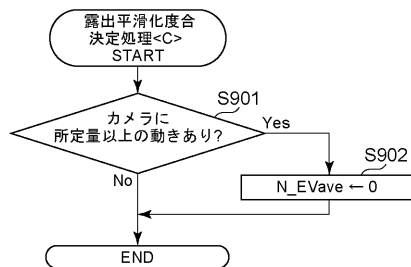 露出平滑化度合
決定処理<C>
START
カメラに
所定量以上の動きあり?
S901
Yes
No
S902
N_EVave ← 0
END